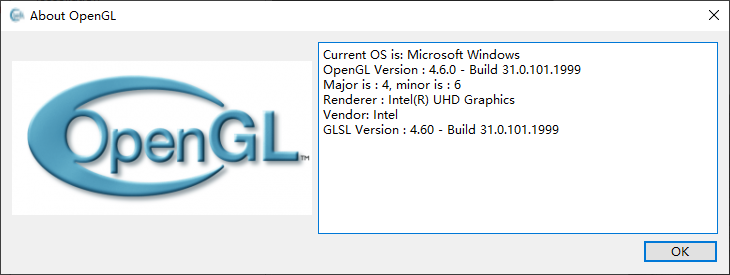 About OpenGL
OpenGL™
Current OS is: Microsoft Windows
OpenGL Version : 4.6.0 - Build 31.0.101.1999
Major is : 4, minor is : 6
Renderer : Intel(R) UHD Graphics
Vendor: Intel
GLSL Version : 4.60 - Build 31.0.101.1999
OK